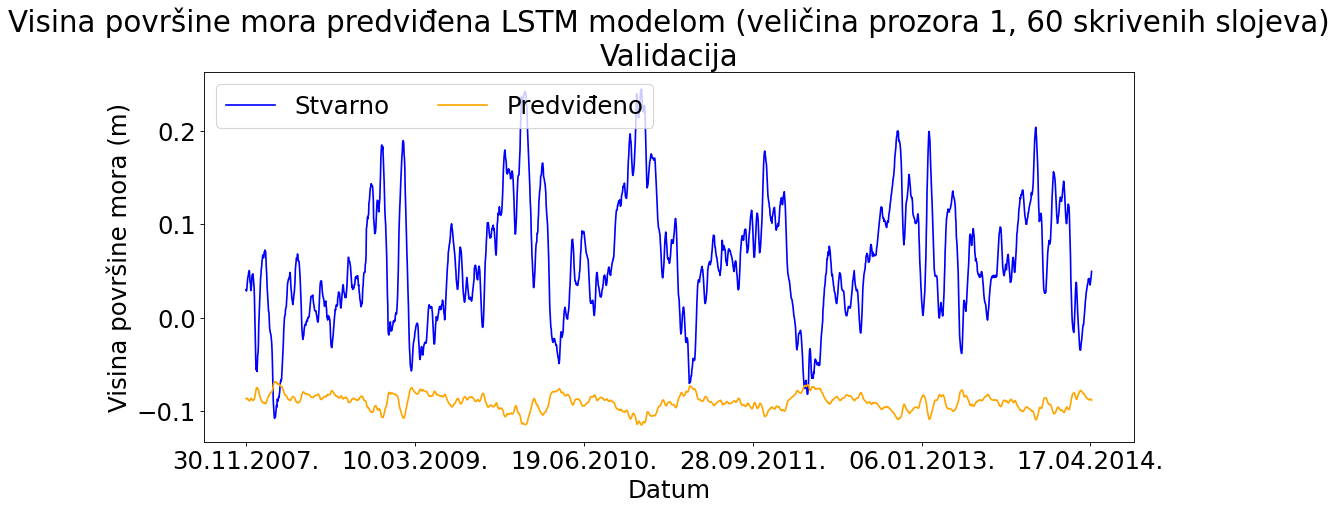 Visina površine mora predviđena LSTM modelom (veličina prozora 1, 60 skrivenih slojeva)
Validacija
Stvarno Predviđeno
Visina površine mora (m)
0.2
0.1
0.0
−0.1
30.11.2007. 10.03.2009. 19.06.2010. 28.09.2011. 06.01.2013. 17.04.2014.
Datum